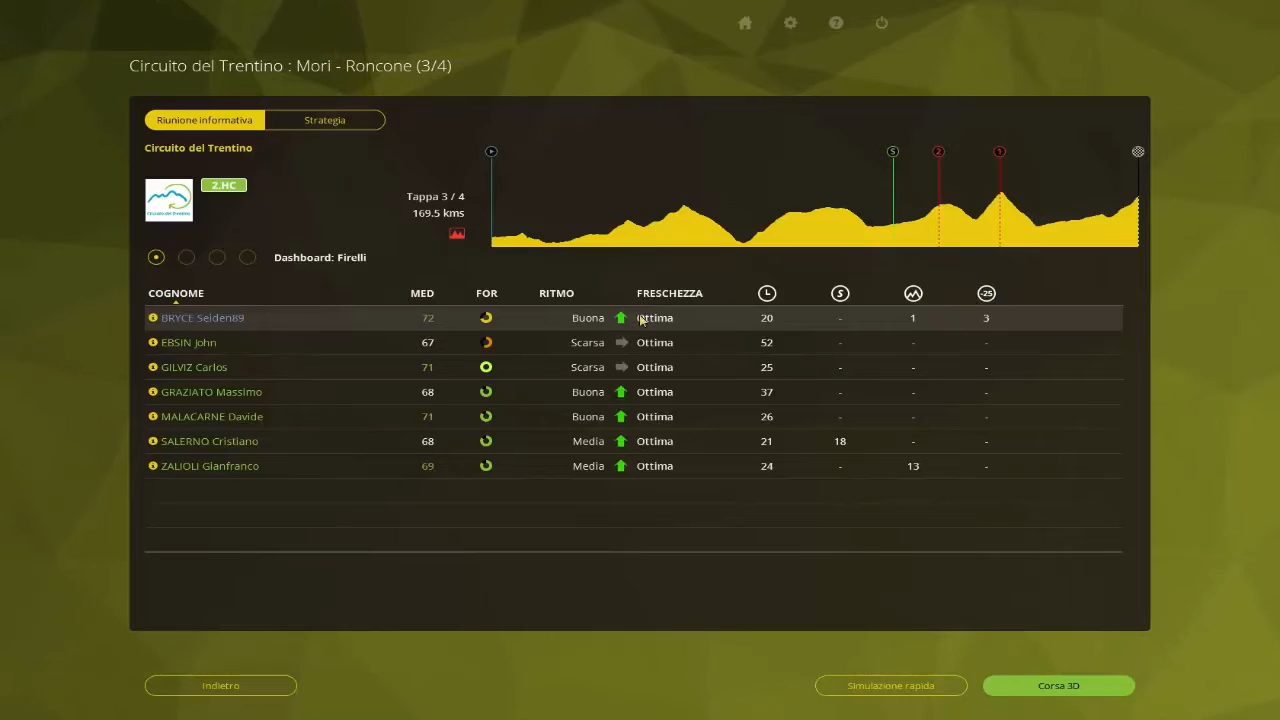 Circuito del Trentino : Mori - Roncone (3/4)
Riunione informativa
Strategia
Circuito del Trentino
2.HC
Tappa 3 / 4
169.5 kms
S 2 1
Dashboard: Firelli
COGNOME MED FOR RITMO FRESCHEZZA S -25
BRYCE Seiden89 72 Buona Ottima 20 - 1 3
EBSIN John 67 Scarsa Ottima 52 - - -
GILVIZ Carlos 71 Scarsa Ottima 25 - - -
GRAZIATO Massimo 68 Buona Ottima 37 - - -
MALACARNE Davide 71 Buona Ottima 26 - - -
SALERNO Cristiano 68 Media Ottima 21 18 - -
ZALIOLI Gianfranco 69 Media Ottima 24 - 13 -
Indietro
Simulazione rapida
Corsa 3D